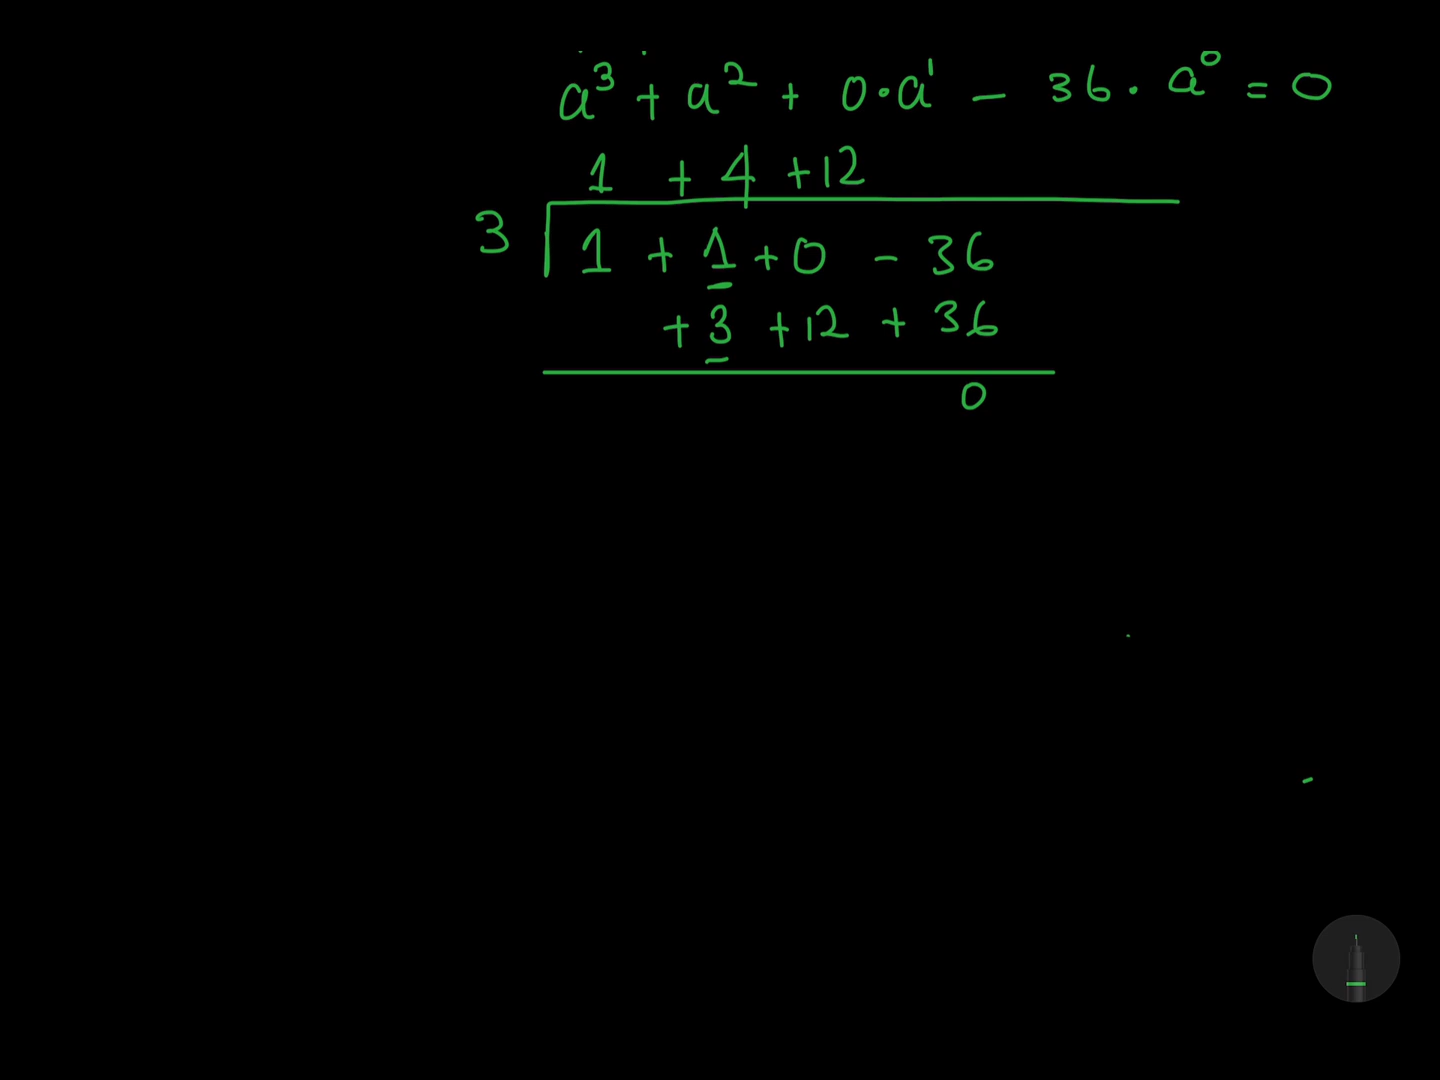 a³ + a² + 0·a¹ − 36·a⁰ = 0
1 + 4 + 12
3 1 + 1 + 0 − 36
+ 3 + 12 + 36
0